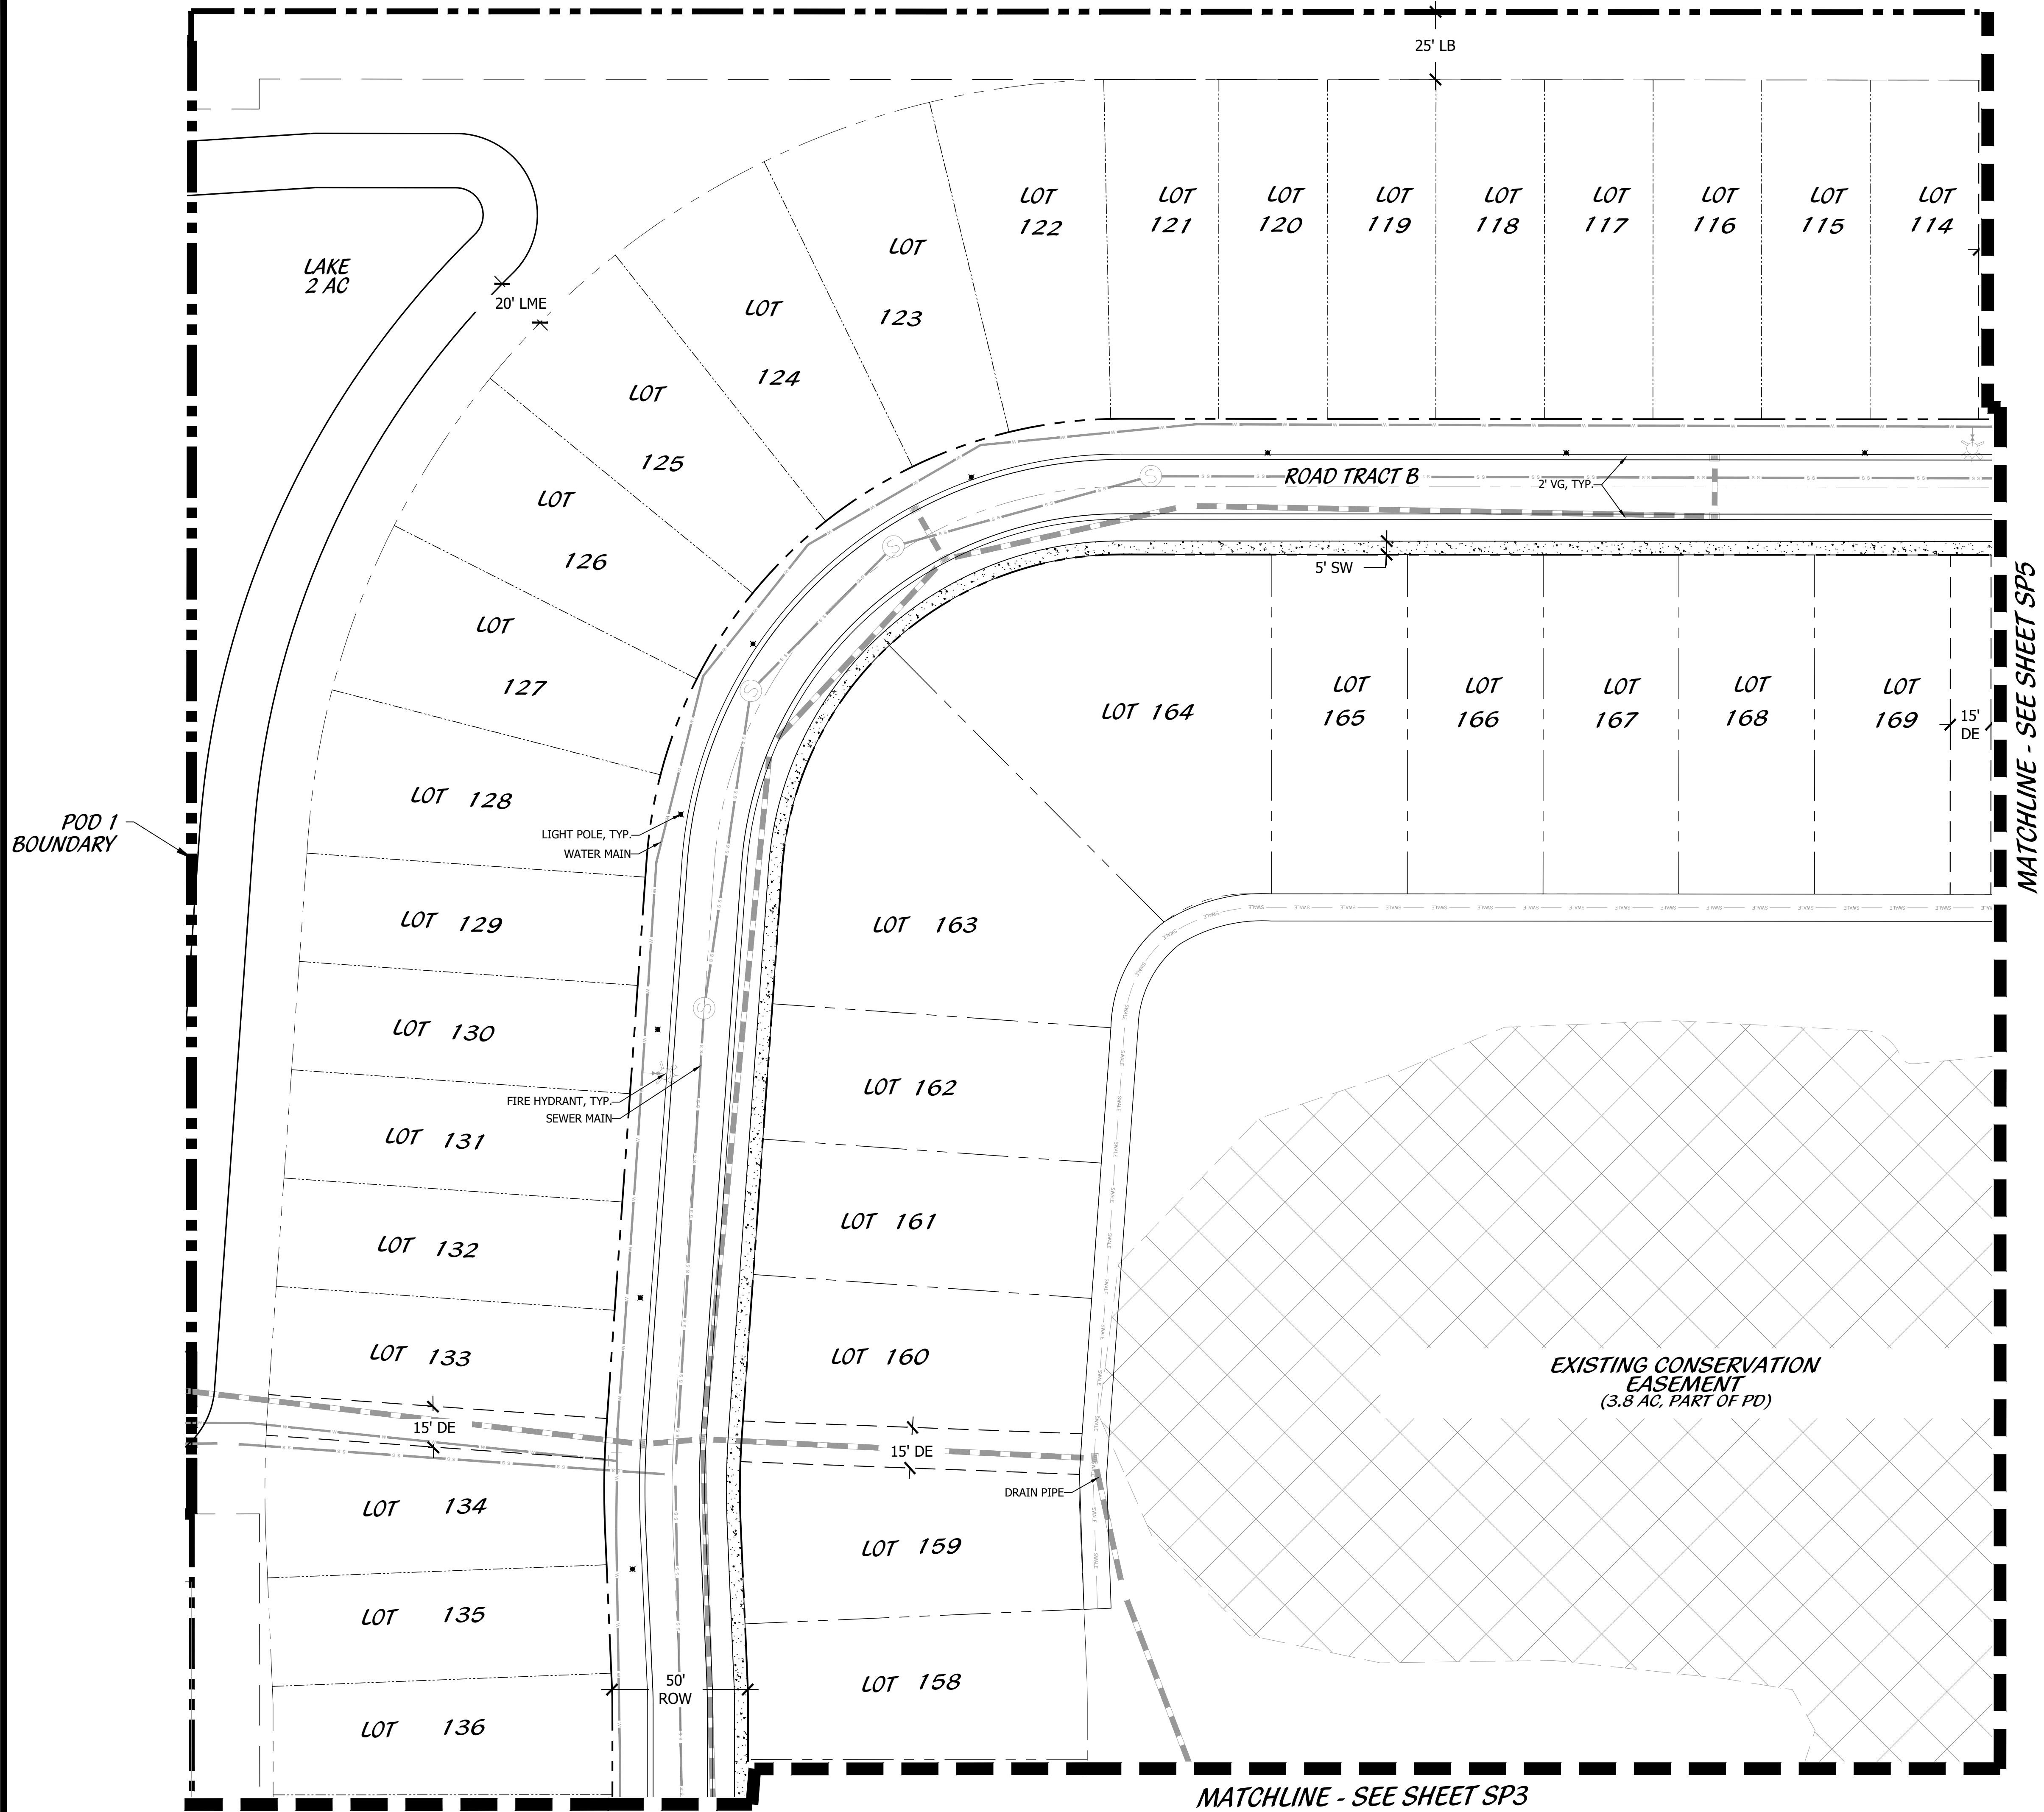 25' LB
LOT
122
LOT
121
LOT
120
LOT
119
LOT
118
LOT
117
LOT
116
LOT
115
LOT
114
LOT
123
LAKE
2 AC
20' LME
LOT
124
LOT
125
LOT
126
LOT
127
ROAD TRACT B
2' VG, TYP.
5' SW
MATCHLINE - SEE SHEET SP5
LOT 164
LOT
165
LOT
166
LOT
167
LOT
168
LOT
169
15'
DE
LOT 128
POD 1
BOUNDARY
LIGHT POLE, TYP.
WATER MAIN
LOT 129
LOT 163
SWALE
LOT 130
LOT 162
FIRE HYDRANT, TYP.
SEWER MAIN
LOT 131
LOT 161
LOT 132
LOT 133
LOT 160
EXISTING CONSERVATION
EASEMENT
(3.8 AC, PART OF PD)
15' DE
15' DE
DRAIN PIPE
LOT 134
LOT 159
LOT 135
50'
ROW
LOT 158
LOT 136
MATCHLINE - SEE SHEET SP3